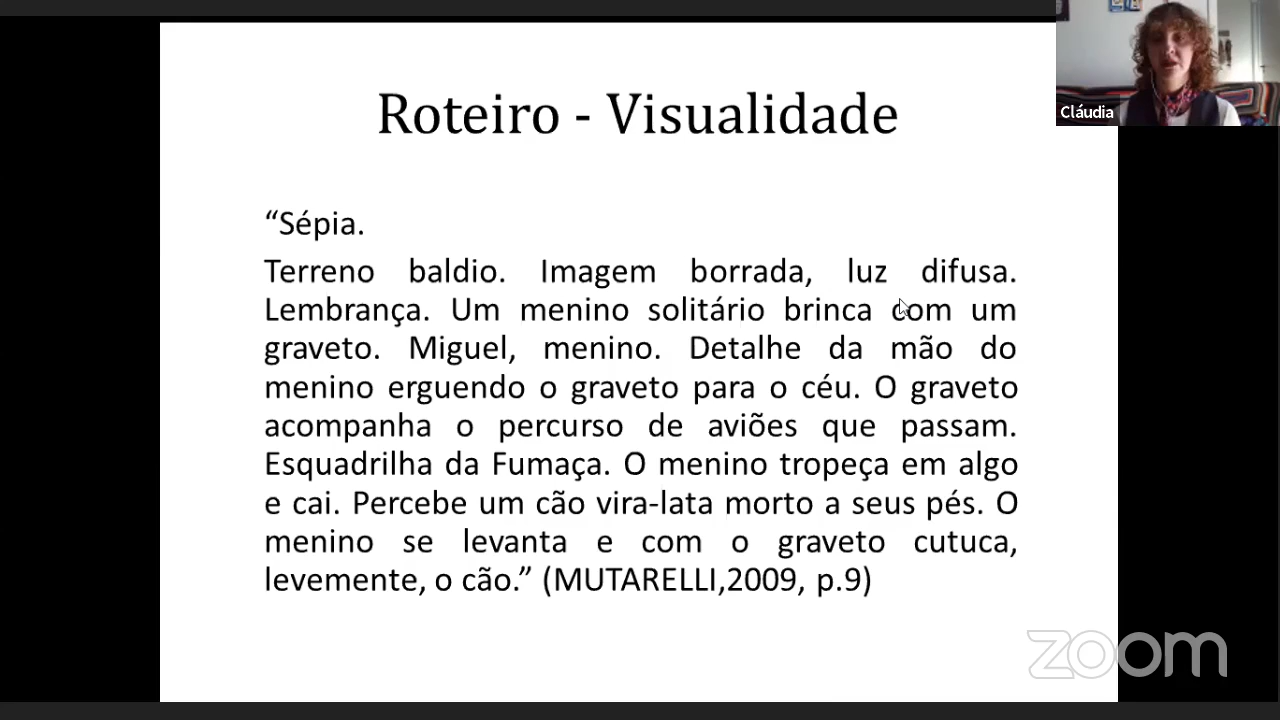 Roteiro - Visualidade
Cláudia
“Sépia.
Terreno baldio. Imagem borrada, luz difusa.
Lembrança. Um menino solitário brinca com um
graveto. Miguel, menino. Detalhe da mão do
menino erguendo o graveto para o céu. O graveto
acompanha o percurso de aviões que passam.
Esquadrilha da Fumaça. O menino tropeça em algo
e cai. Percebe um cão vira-lata morto a seus pés. O
menino se levanta e com o graveto cutuca,
levemente, o cão.” (MUTARELLI,2009, p.9)
zoom